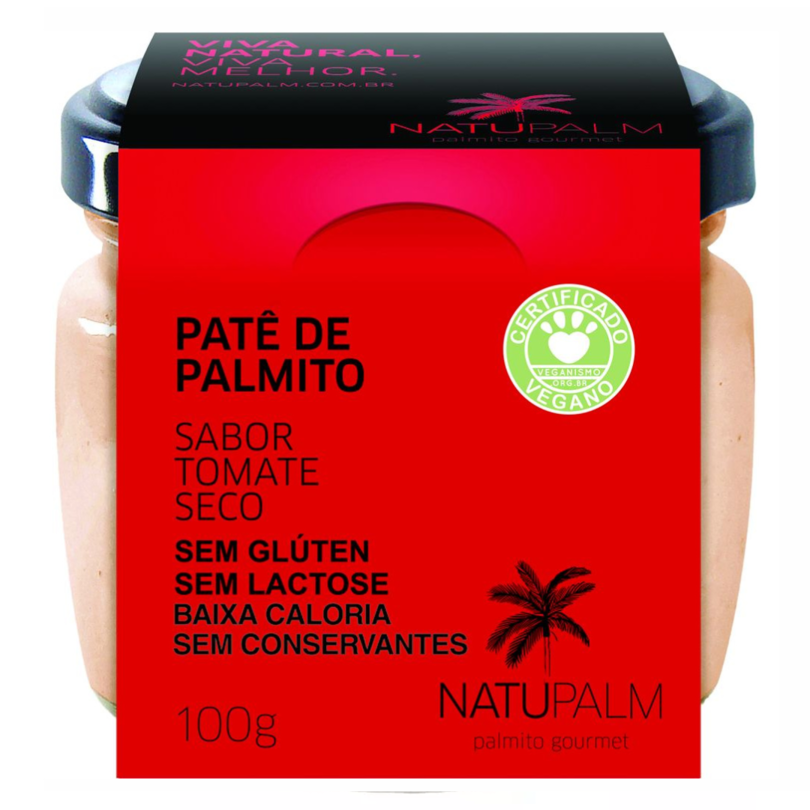 VIVA
NATURAL,
VIVA
MELHOR.
NATUPALM.COM.BR
NATUPALM
palmito gourmet
PATÊ DE
PALMITO
CERTIFICADO
VEGANISMO
ORG.BR
VEGANO
SABOR
TOMATE
SECO
SEM GLÚTEN
SEM LACTOSE
BAIXA CALORIA
SEM CONSERVANTES
100g
NATUPALM
palmito gourmet